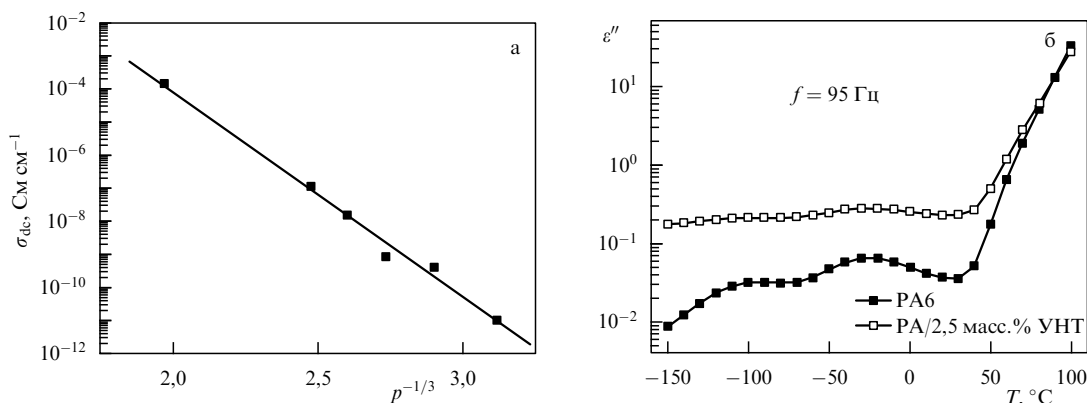 а
10⁻²
10⁻⁴
10⁻⁶
10⁻⁸
10⁻¹⁰
10⁻¹²
σdc, См см⁻¹
2,0
2,5
3,0
p⁻¹/³
ε″
б
f = 95 Гц
10¹
10⁰
10⁻¹
10⁻²
PA6
PA/2,5 масс.% УНТ
−150
−100
−50
0
50
100
T, °C